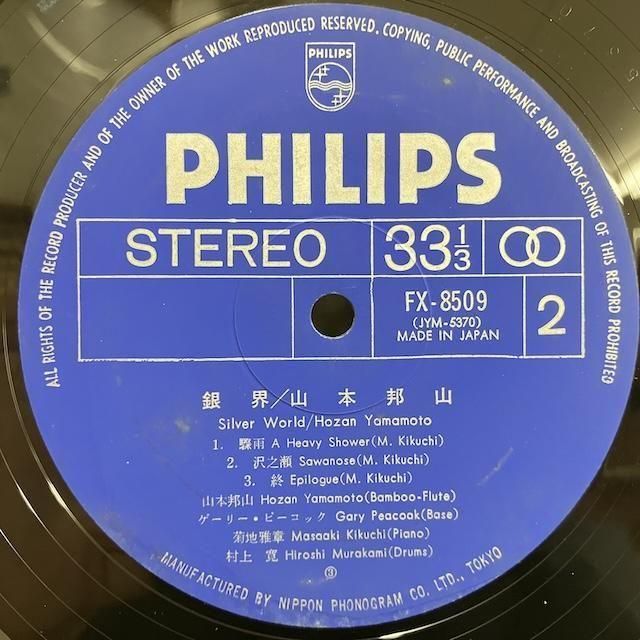 ALL RIGHTS OF THE RECORD PRODUCER AND OF THE OWNER OF THE WORK REPRODUCED RESERVED. COPYING, PUBLIC PERFORMANCE AND BROADCASTING OF THIS RECORD PROHIBITED
PHILIPS
PHILIPS
STEREO 33 1/3
FX-8509
(JYM-5370)
MADE IN JAPAN
2
銀界/山本邦山
Silver World/Hozan Yamamoto
1. 驟雨 A Heavy Shower(M. Kikuchi)
2. 沢之瀬 Sawanose(M. Kikuchi)
3. 終 Epilogue(M. Kikuchi)
山本邦山 Hozan Yamamoto(Bamboo-Flute)
ゲーリー・ピーコック Gary Peacoak(Base)
菊地雅章 Masaaki Kikuchi(Piano)
村上 寛 Hiroshi Murakami(Drums)
③
MANUFACTURED BY NIPPON PHONOGRAM CO. LTD., TOKYO